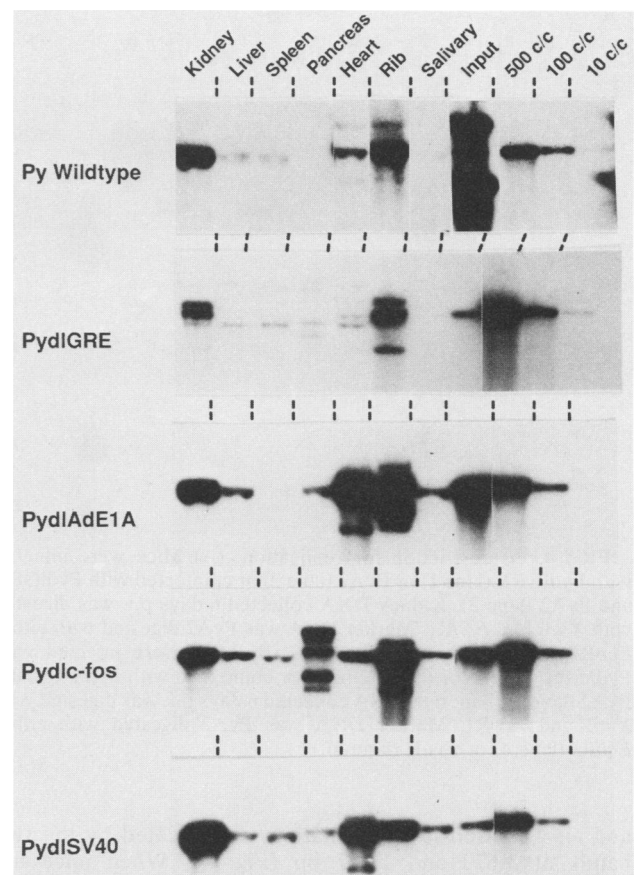 Kidney
Liver
Spleen
Pancreas
Heart
Rib
Salivary
Input
500 c/c
100 c/c
10 c/c
Py Wildtype
PydlGRE
PydlAdE1A
Pydlc-fos
PydlSV40